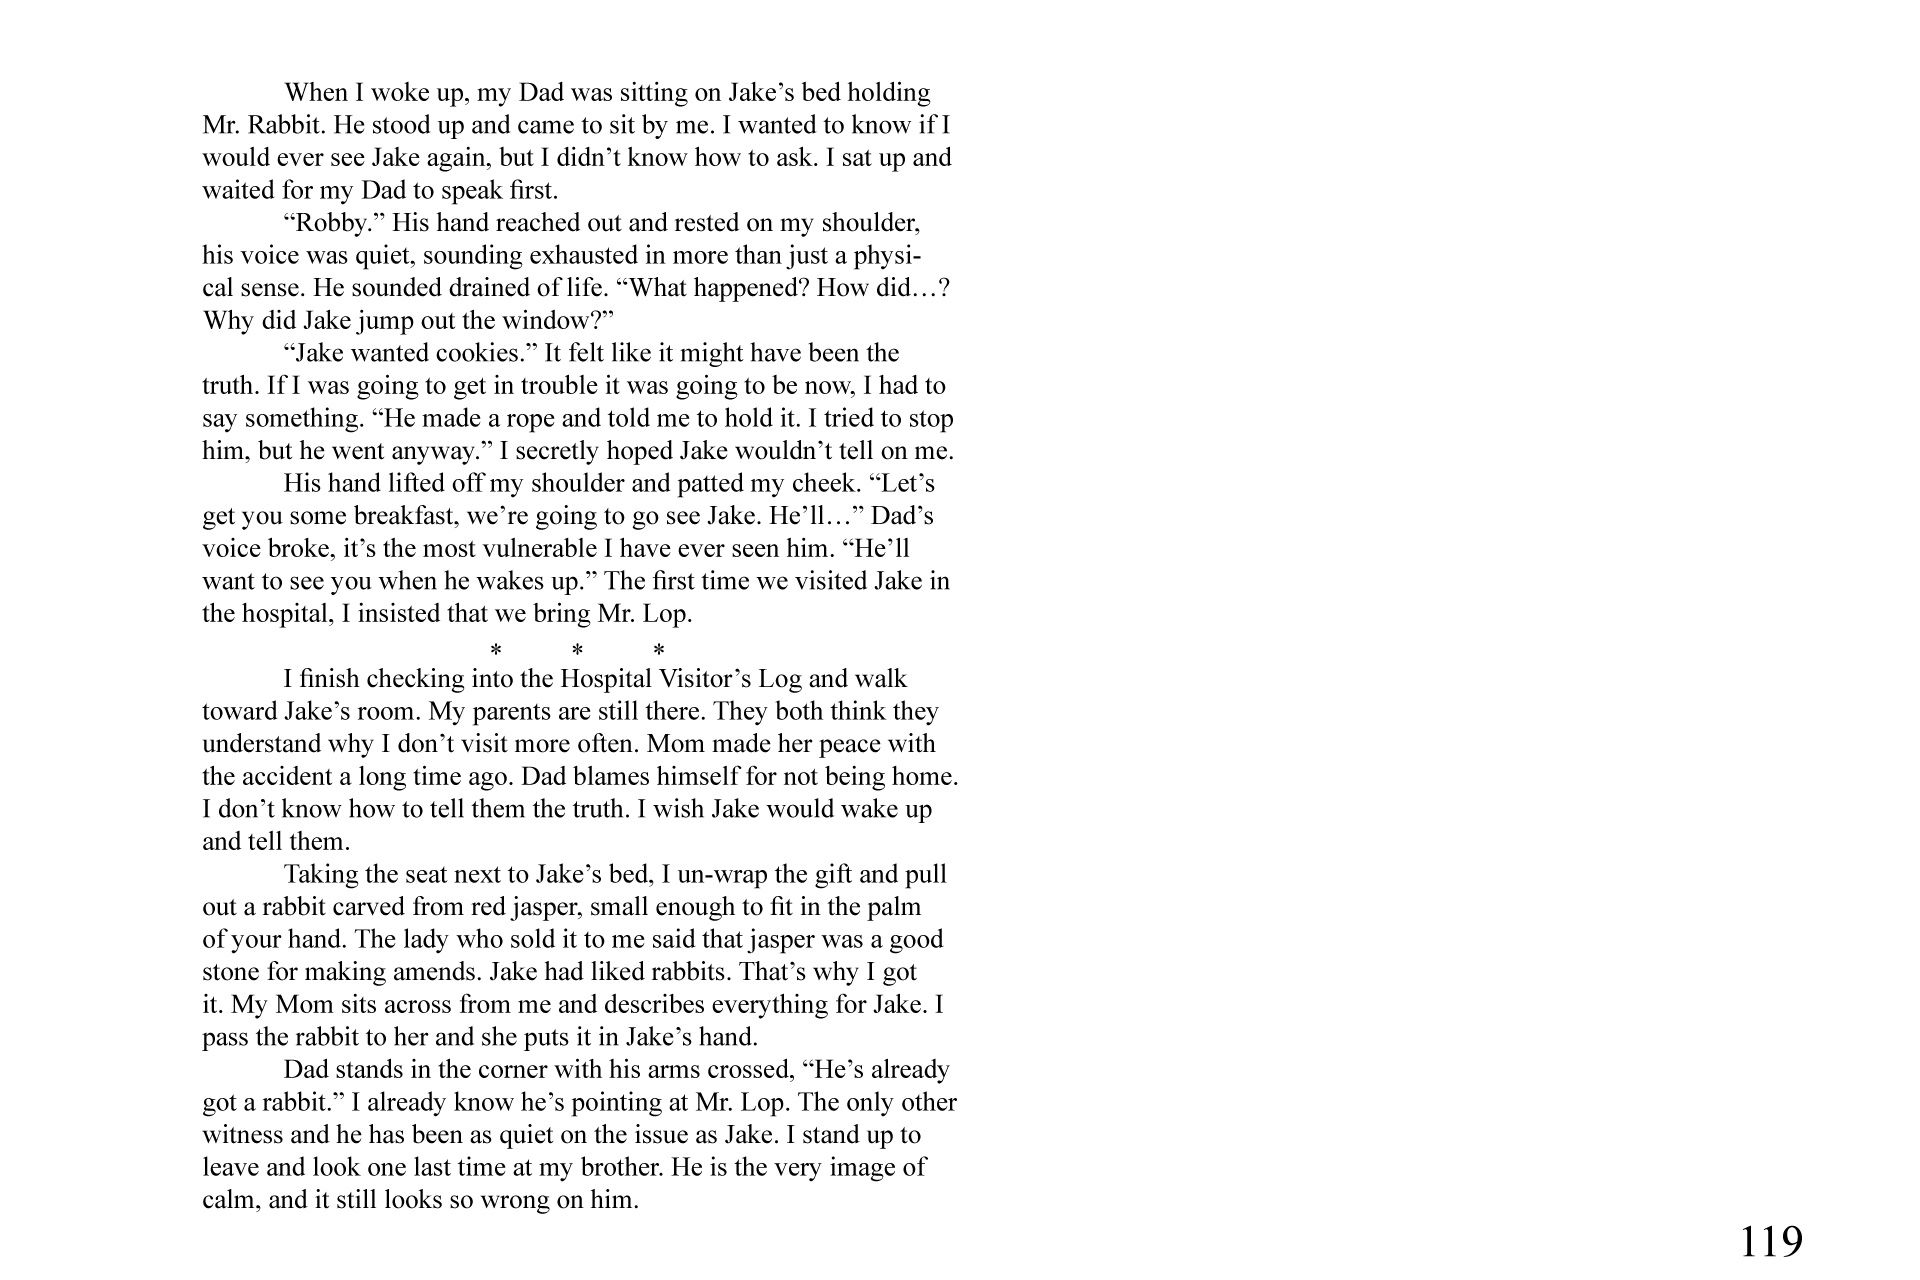 When I woke up, my Dad was sitting on Jake’s bed holding
Mr. Rabbit. He stood up and came to sit by me. I wanted to know if I
would ever see Jake again, but I didn’t know how to ask. I sat up and
waited for my Dad to speak first.
“Robby.” His hand reached out and rested on my shoulder,
his voice was quiet, sounding exhausted in more than just a physi-
cal sense. He sounded drained of life. “What happened? How did…?
Why did Jake jump out the window?”
“Jake wanted cookies.” It felt like it might have been the
truth. If I was going to get in trouble it was going to be now, I had to
say something. “He made a rope and told me to hold it. I tried to stop
him, but he went anyway.” I secretly hoped Jake wouldn’t tell on me.
His hand lifted off my shoulder and patted my cheek. “Let’s
get you some breakfast, we’re going to go see Jake. He’ll…” Dad’s
voice broke, it’s the most vulnerable I have ever seen him. “He’ll
want to see you when he wakes up.” The first time we visited Jake in
the hospital, I insisted that we bring Mr. Lop.
* * *
I finish checking into the Hospital Visitor’s Log and walk
toward Jake’s room. My parents are still there. They both think they
understand why I don’t visit more often. Mom made her peace with
the accident a long time ago. Dad blames himself for not being home.
I don’t know how to tell them the truth. I wish Jake would wake up
and tell them.
Taking the seat next to Jake’s bed, I un-wrap the gift and pull
out a rabbit carved from red jasper, small enough to fit in the palm
of your hand. The lady who sold it to me said that jasper was a good
stone for making amends. Jake had liked rabbits. That’s why I got
it. My Mom sits across from me and describes everything for Jake. I
pass the rabbit to her and she puts it in Jake’s hand.
Dad stands in the corner with his arms crossed, “He’s already
got a rabbit.” I already know he’s pointing at Mr. Lop. The only other
witness and he has been as quiet on the issue as Jake. I stand up to
leave and look one last time at my brother. He is the very image of
calm, and it still looks so wrong on him.
119